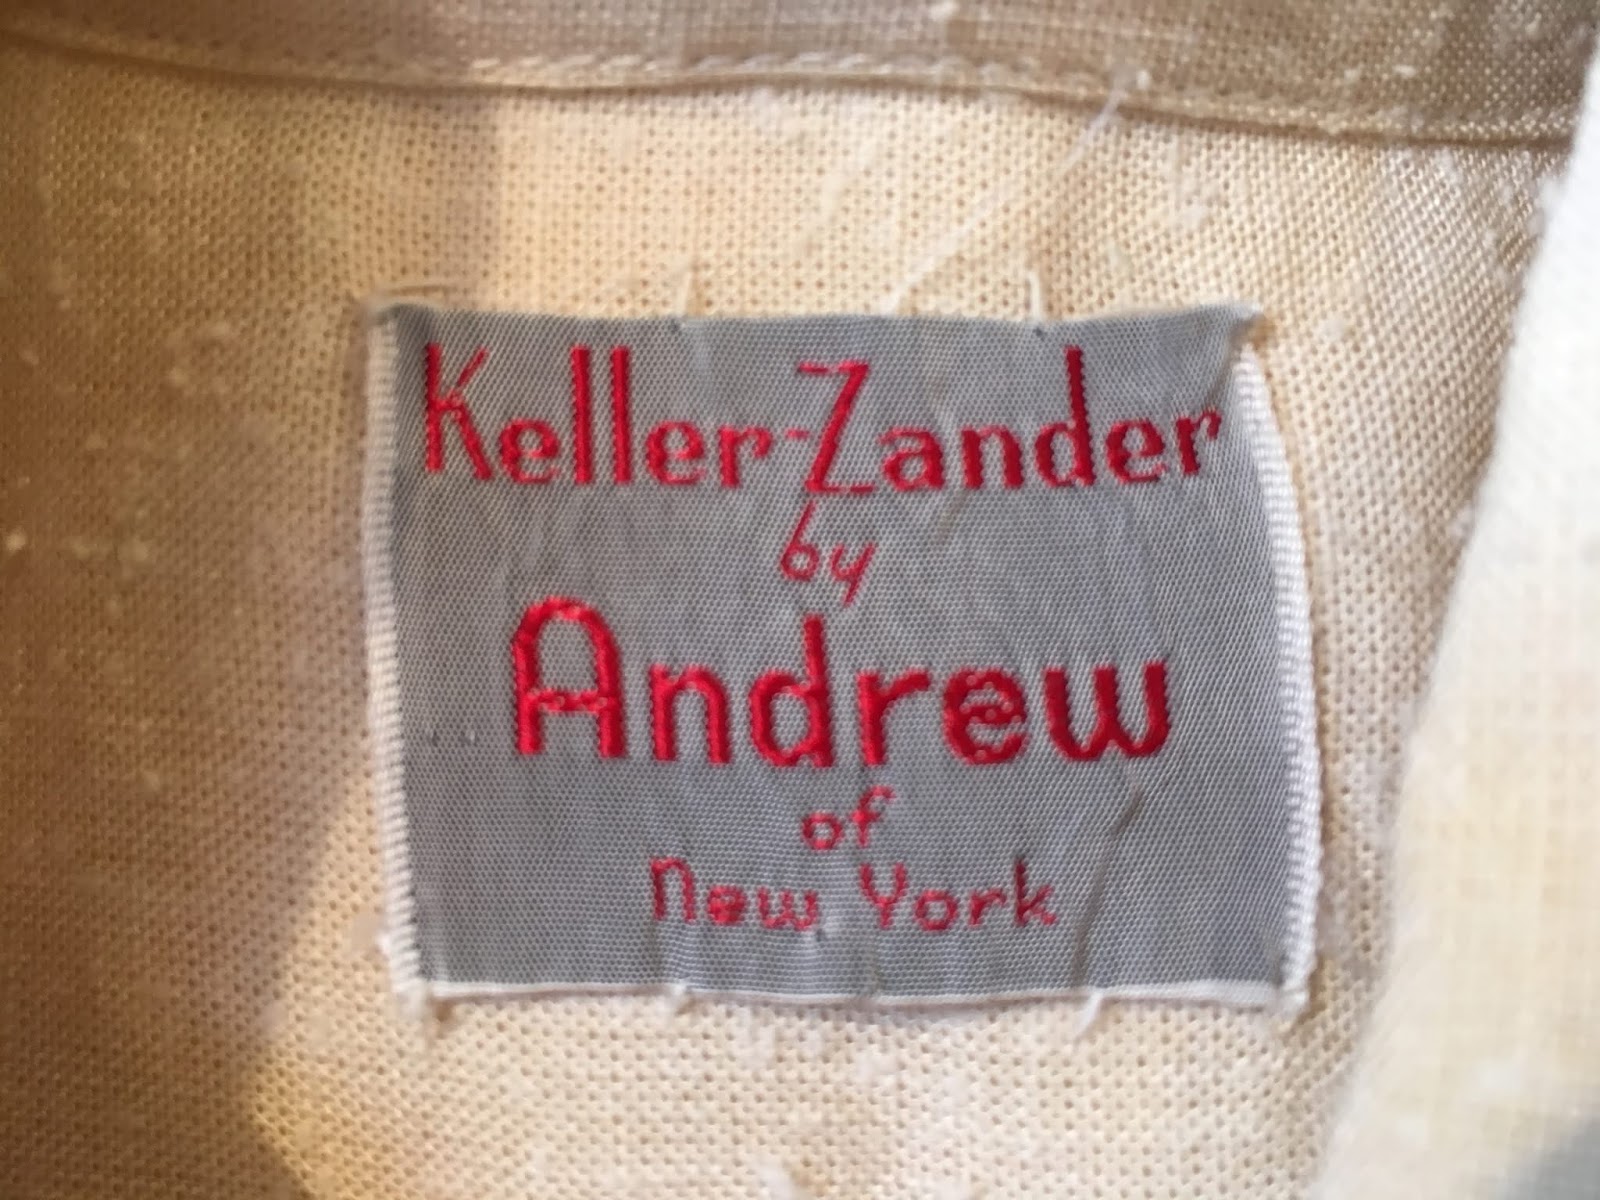 Keller-Zander
by
Andrew
of
New York